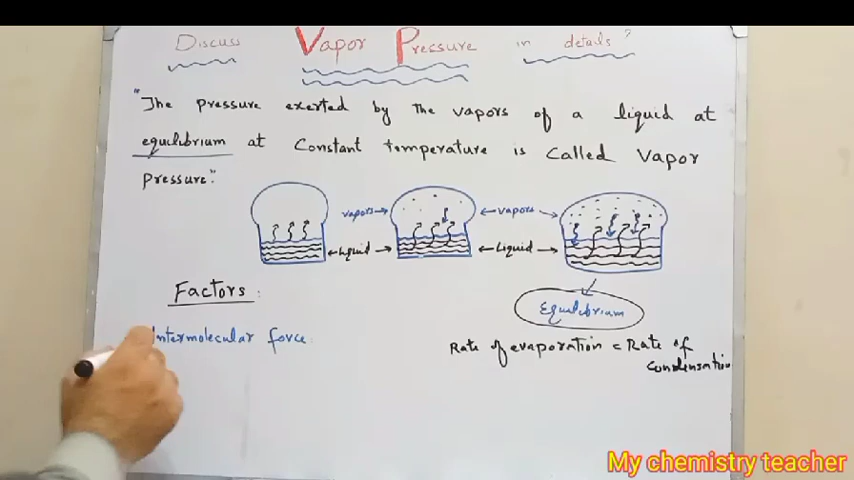 Discuss Vapor Pressure in details?
"The pressure exerted by the vapors of a liquid at
equilibrium at Constant temperature is Called Vapor
pressure".
vapors
vapors
liquid
Liquid
Factors :
Equilibrium
Intermolecular force
Rate of evaporation = Rate of
condensation
My chemistry teacher